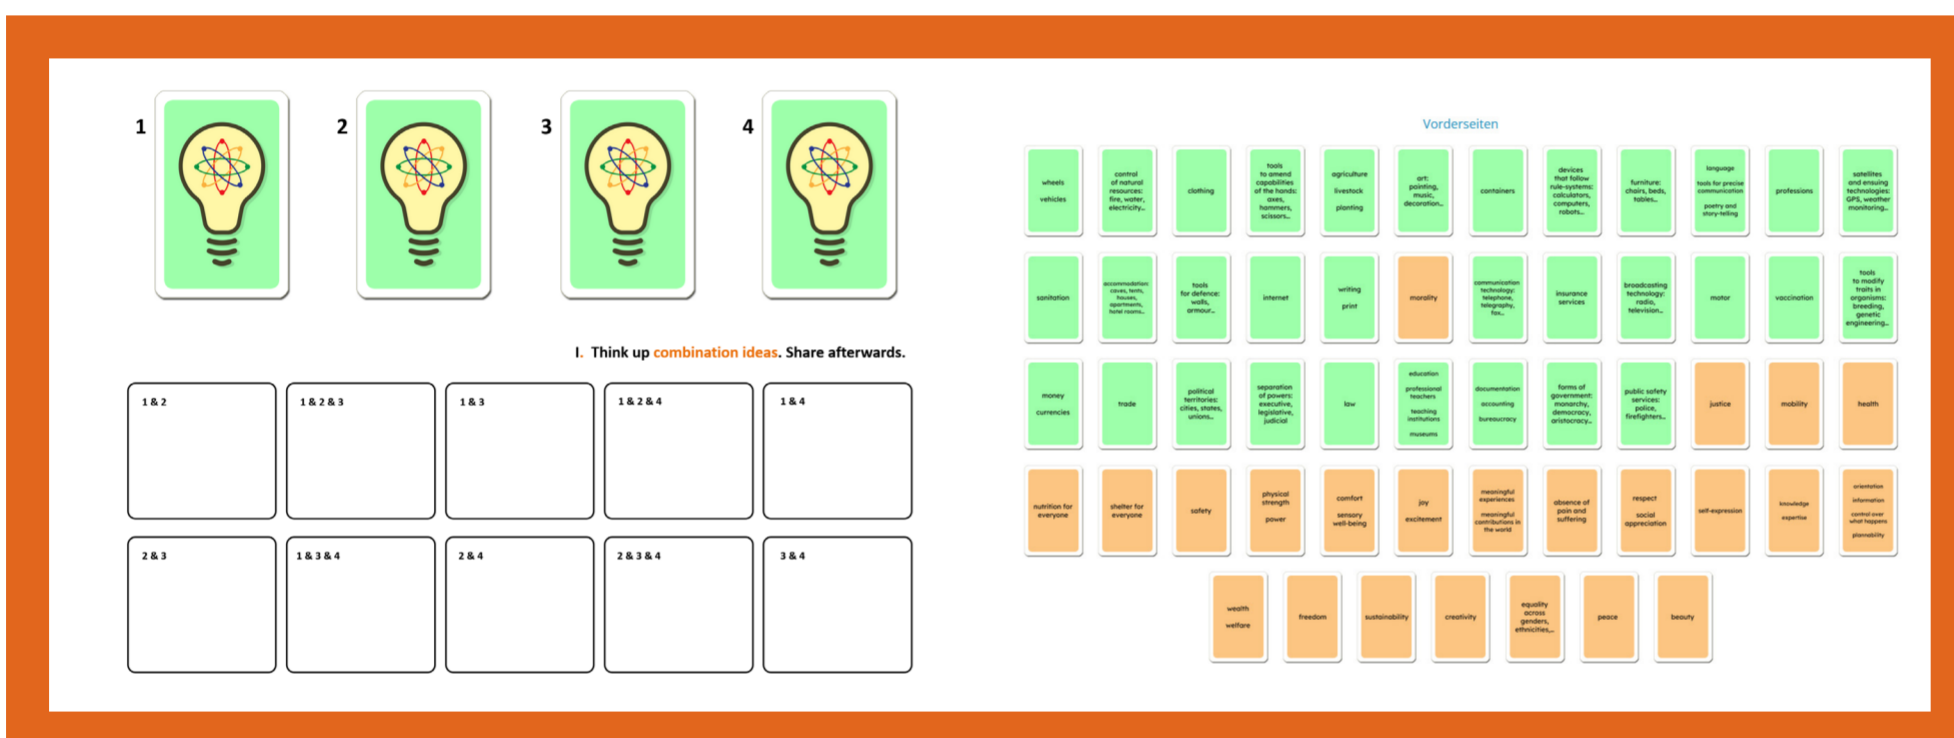 1
2
3
4
I. Think up combination ideas. Share afterwards.
1 & 2
1 & 2 & 3
1 & 3
1 & 2 & 4
1 & 4
2 & 3
1 & 3 & 4
2 & 4
2 & 3 & 4
3 & 4
Vorderseiten
wheels
vehicles
control
of natural
resources:
fire, water,
electricity...
clothing
tools
to amend
capabilities
of the hands:
axes,
hammers,
scissors...
agriculture
livestock
planting
art:
painting,
music,
decoration...
containers
devices
that follow
rule-systems:
calculators,
computers,
robots...
furniture:
chairs, beds,
tables...
language
tools for precise
communication
poetry and
story-telling
professions
satellites
and ensuing
technologies:
GPS, weather
monitoring...
sanitation
accommodation:
caves, tents,
houses,
apartments,
hotel rooms...
tools
for defence:
walls,
armour...
internet
writing
print
morality
communication
technology:
telephone,
telegraphy,
fax...
insurance
services
broadcasting
technology:
radio,
television...
motor
vaccination
tools
to modify
traits in
organisms:
breeding,
genetic
engineering...
money
currencies
trade
political
territories:
cities, states,
unions...
separation
of powers:
executive,
legislative,
judicial
law
education
professional
teachers
teaching
institutions
museums
documentation
accounting
bureaucracy
forms of
government:
monarchy,
democracy,
aristocracy...
public safety
services:
police,
firefighters...
justice
mobility
health
nutrition for
everyone
shelter for
everyone
safety
physical
strength
power
comfort
sensory
well-being
joy
excitement
meaningful
experiences
meaningful
contributions in
the world
absence of
pain and
suffering
respect
social
appreciation
self-expression
knowledge
expertise
orientation
information
control over
what happens
plannability
wealth
welfare
freedom
sustainability
creativity
equality
across
genders,
ethnicities,...
peace
beauty